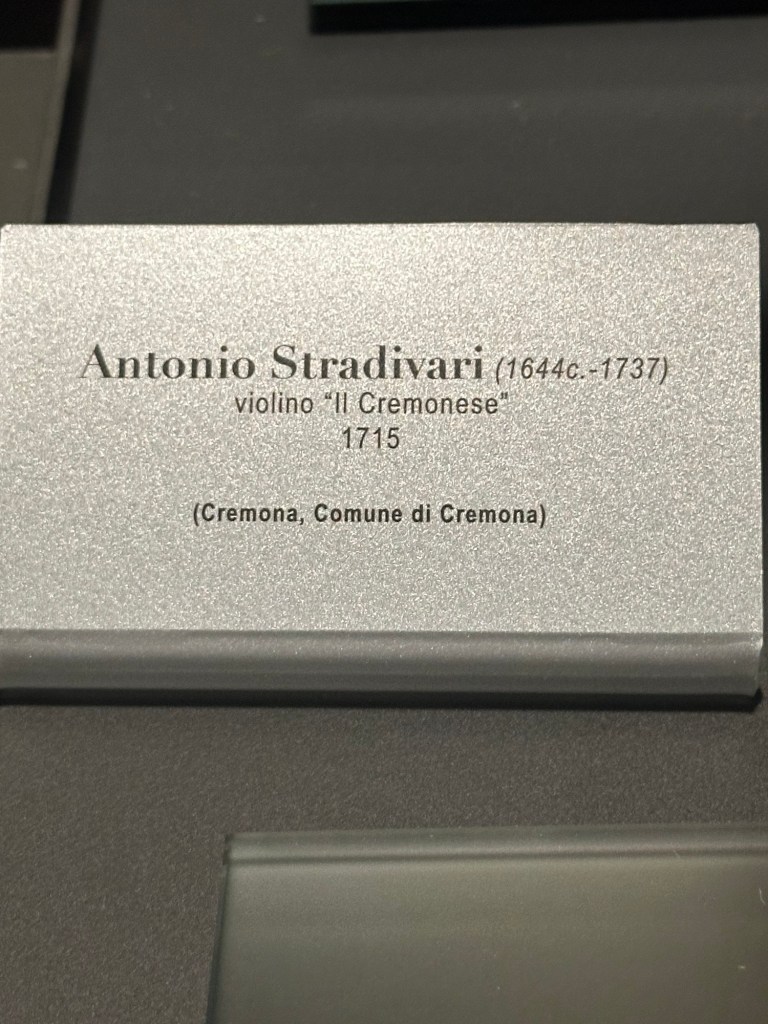 Antonio Stradivari (1644c.-1737)
violino "Il Cremonese"
1715
(Cremona, Comune di Cremona)